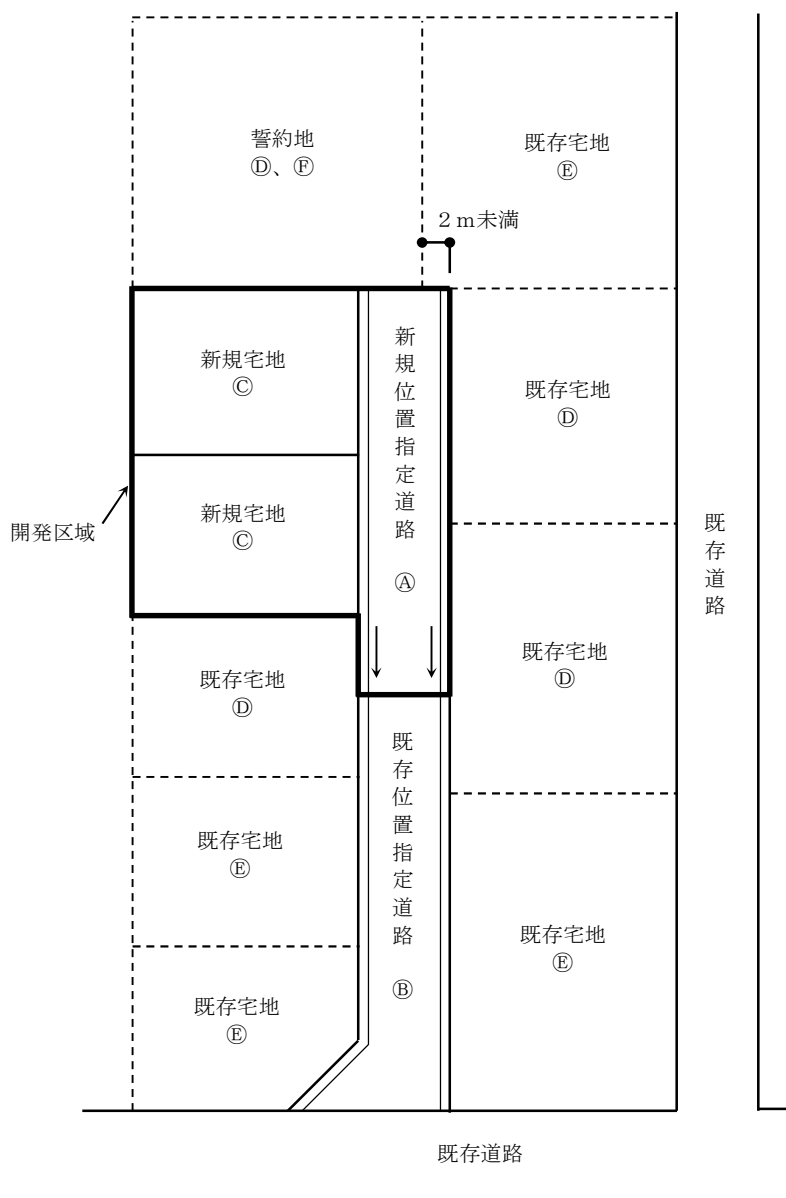 誓約地
Ⓓ、Ⓕ
既存宅地
Ⓔ
２ｍ未満
新規宅地
Ⓒ
新規位置指定道路　Ⓐ
既存宅地
Ⓓ
新規宅地
Ⓒ
開発区域
既存道路
既存宅地
Ⓓ
既存宅地
Ⓓ
既存位置指定道路　Ⓑ
既存宅地
Ⓔ
既存宅地
Ⓔ
既存宅地
Ⓔ
既存道路